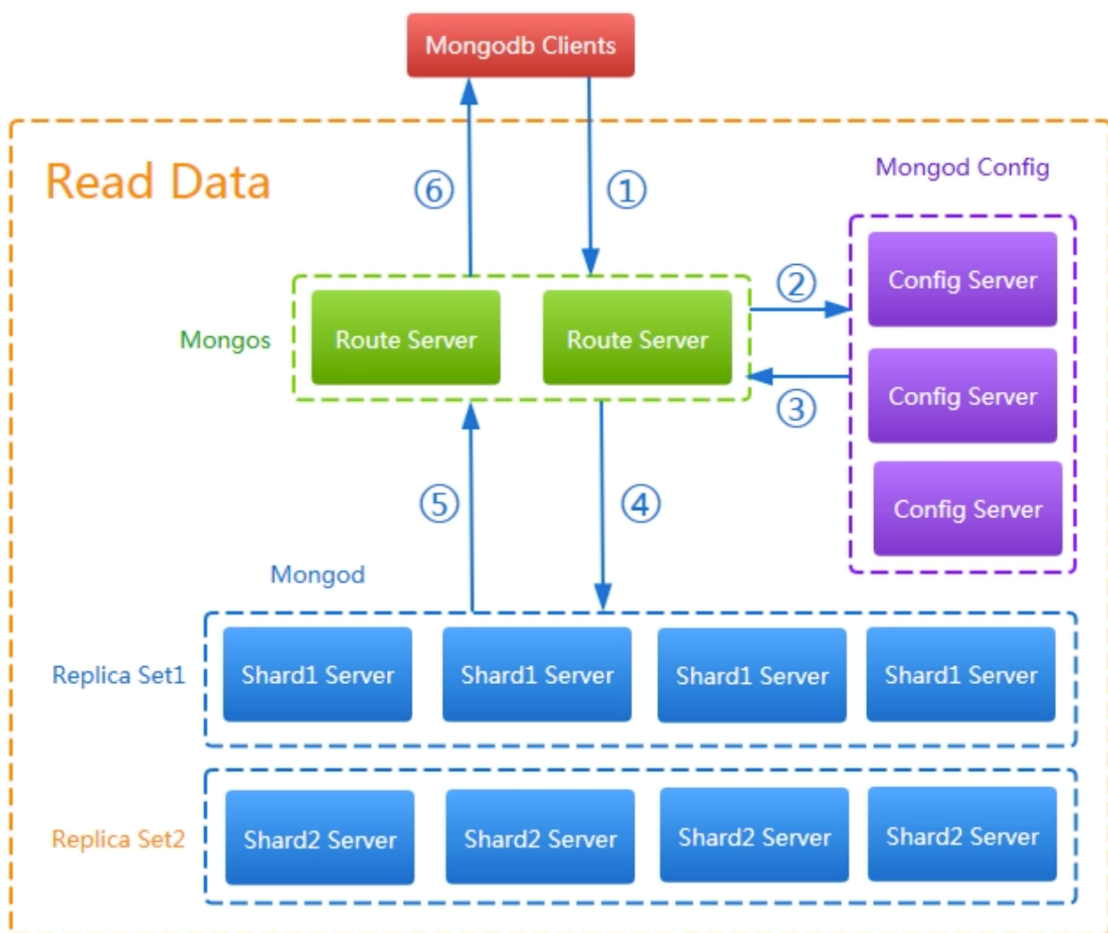 Mongodb Clients
Read Data
⑥
①
Mongod Config
Mongos
Route Server
Route Server
②
③
Config Server
Config Server
Config Server
⑤
④
Mongod
Replica Set1
Shard1 Server
Shard1 Server
Shard1 Server
Shard1 Server
Replica Set2
Shard2 Server
Shard2 Server
Shard2 Server
Shard2 Server